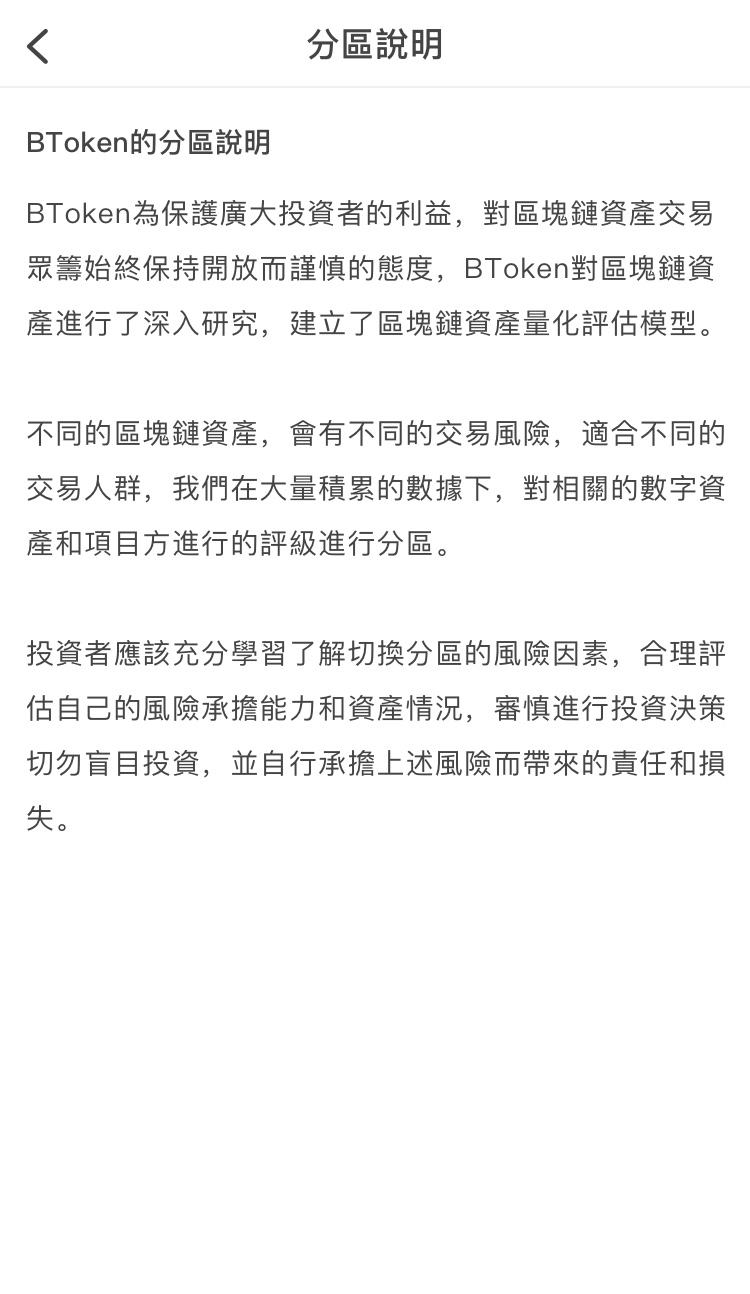 分區說明
BToken的分區說明
BToken為保護廣大投資者的利益，對區塊鏈資產交易
眾籌始終保持開放而謹慎的態度，BToken對區塊鏈資
產進行了深入研究，建立了區塊鏈資產量化評估模型。
不同的區塊鏈資產，會有不同的交易風險，適合不同的
交易人群，我們在大量積累的數據下，對相關的數字資
產和項目方進行的評級進行分區。
投資者應該充分學習了解切換分區的風險因素，合理評
估自己的風險承擔能力和資產情況，審慎進行投資決策
切勿盲目投資，並自行承擔上述風險而帶來的責任和損
失。